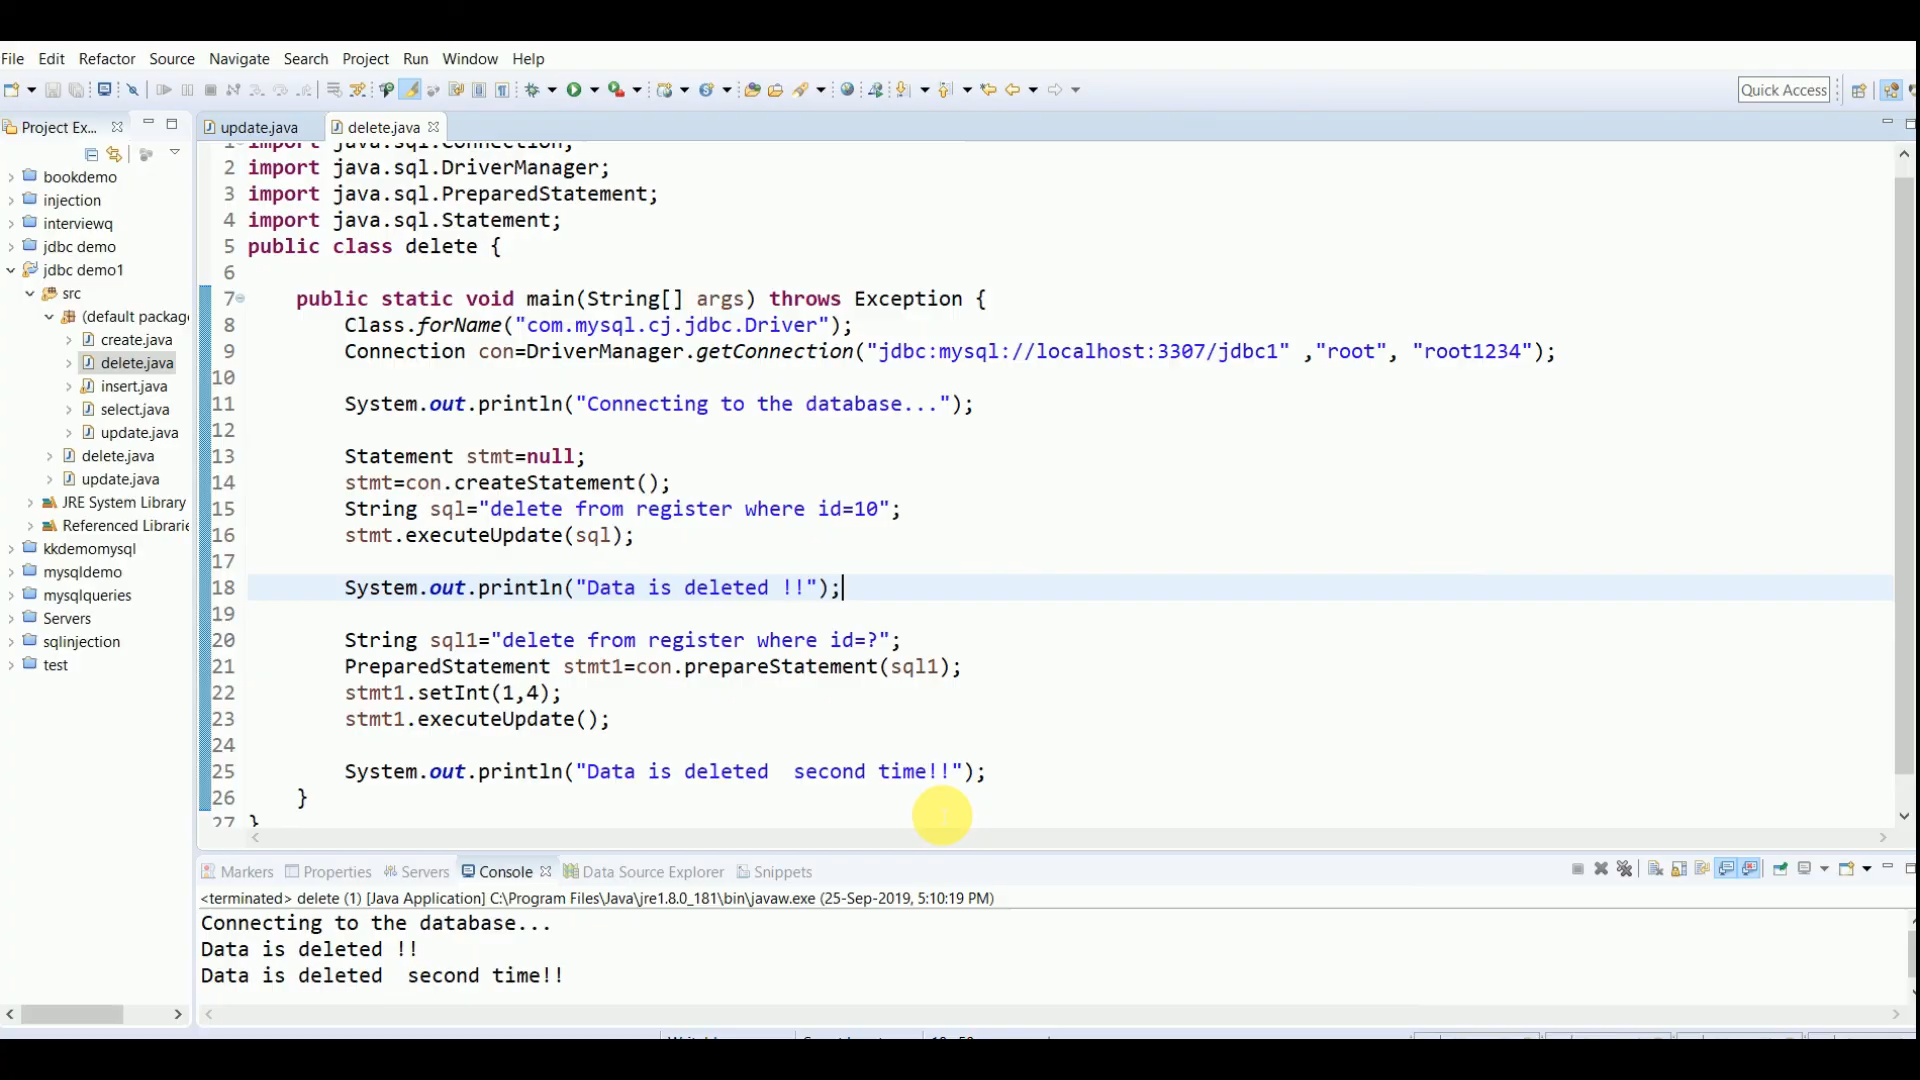 File Edit Refactor Source Navigate Search Project Run Window Help
Quick Access
Project Ex...
update.java
delete.java
bookdemo
injection
interviewq
jdbc demo
jdbc demo1
src
(default package
create.java
delete.java
insert.java
select.java
update.java
delete.java
update.java
JRE System Library
Referenced Librarie
kkdemomysql
mysqldemo
mysqlqueries
Servers
sqlinjection
test
1 import java.sql.Connection;
2 import java.sql.DriverManager;
3 import java.sql.PreparedStatement;
4 import java.sql.Statement;
5 public class delete {
6
7 public static void main(String[] args) throws Exception {
8 Class.forName("com.mysql.cj.jdbc.Driver");
9 Connection con=DriverManager.getConnection("jdbc:mysql://localhost:3307/jdbc1" ,"root", "root1234");
10
11 System.out.println("Connecting to the database...");
12
13 Statement stmt=null;
14 stmt=con.createStatement();
15 String sql="delete from register where id=10";
16 stmt.executeUpdate(sql);
17
18 System.out.println("Data is deleted !!");
19
20 String sql1="delete from register where id=?";
21 PreparedStatement stmt1=con.prepareStatement(sql1);
22 stmt1.setInt(1,4);
23 stmt1.executeUpdate();
24
25 System.out.println("Data is deleted  second time!!");
26 }
27 }
Markers Properties Servers Console Data Source Explorer Snippets
<terminated> delete (1) [Java Application] C:\Program Files\Java\jre1.8.0_181\bin\javaw.exe (25-Sep-2019, 5:10:19 PM)
Connecting to the database...
Data is deleted !!
Data is deleted  second time!!